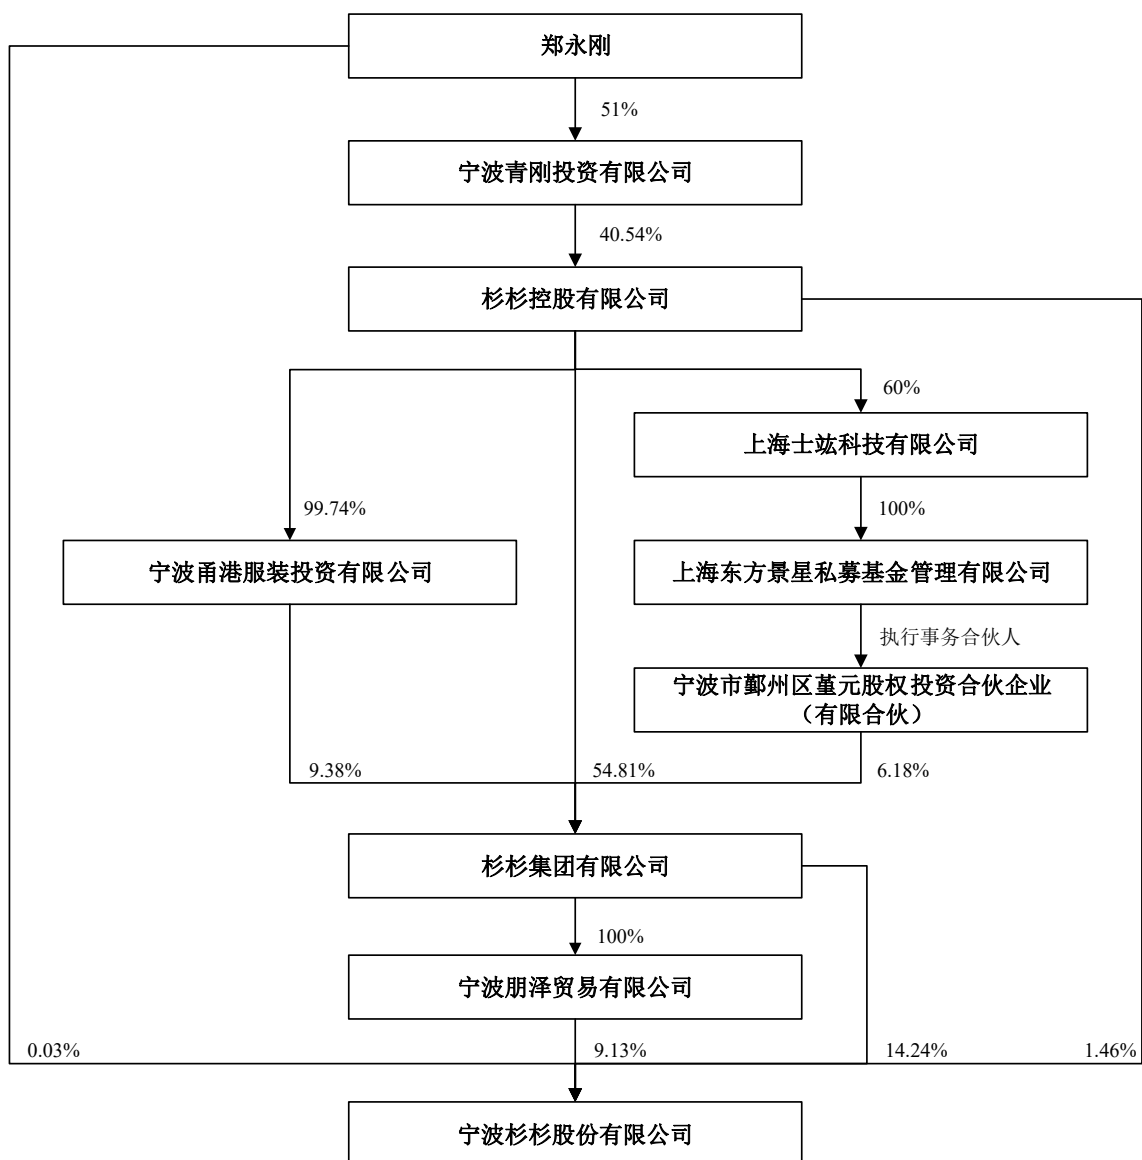 郑永刚
51%
宁波青刚投资有限公司
40.54%
杉杉控股有限公司
60%
上海士竑科技有限公司
99.74%
100%
宁波甬港服装投资有限公司
上海东方景星私募基金管理有限公司
执行事务合伙人
宁波市鄞州区堇元股权投资合伙企业
（有限合伙）
9.38%
54.81%
6.18%
杉杉集团有限公司
100%
宁波朋泽贸易有限公司
0.03%
9.13%
14.24%
1.46%
宁波杉杉股份有限公司